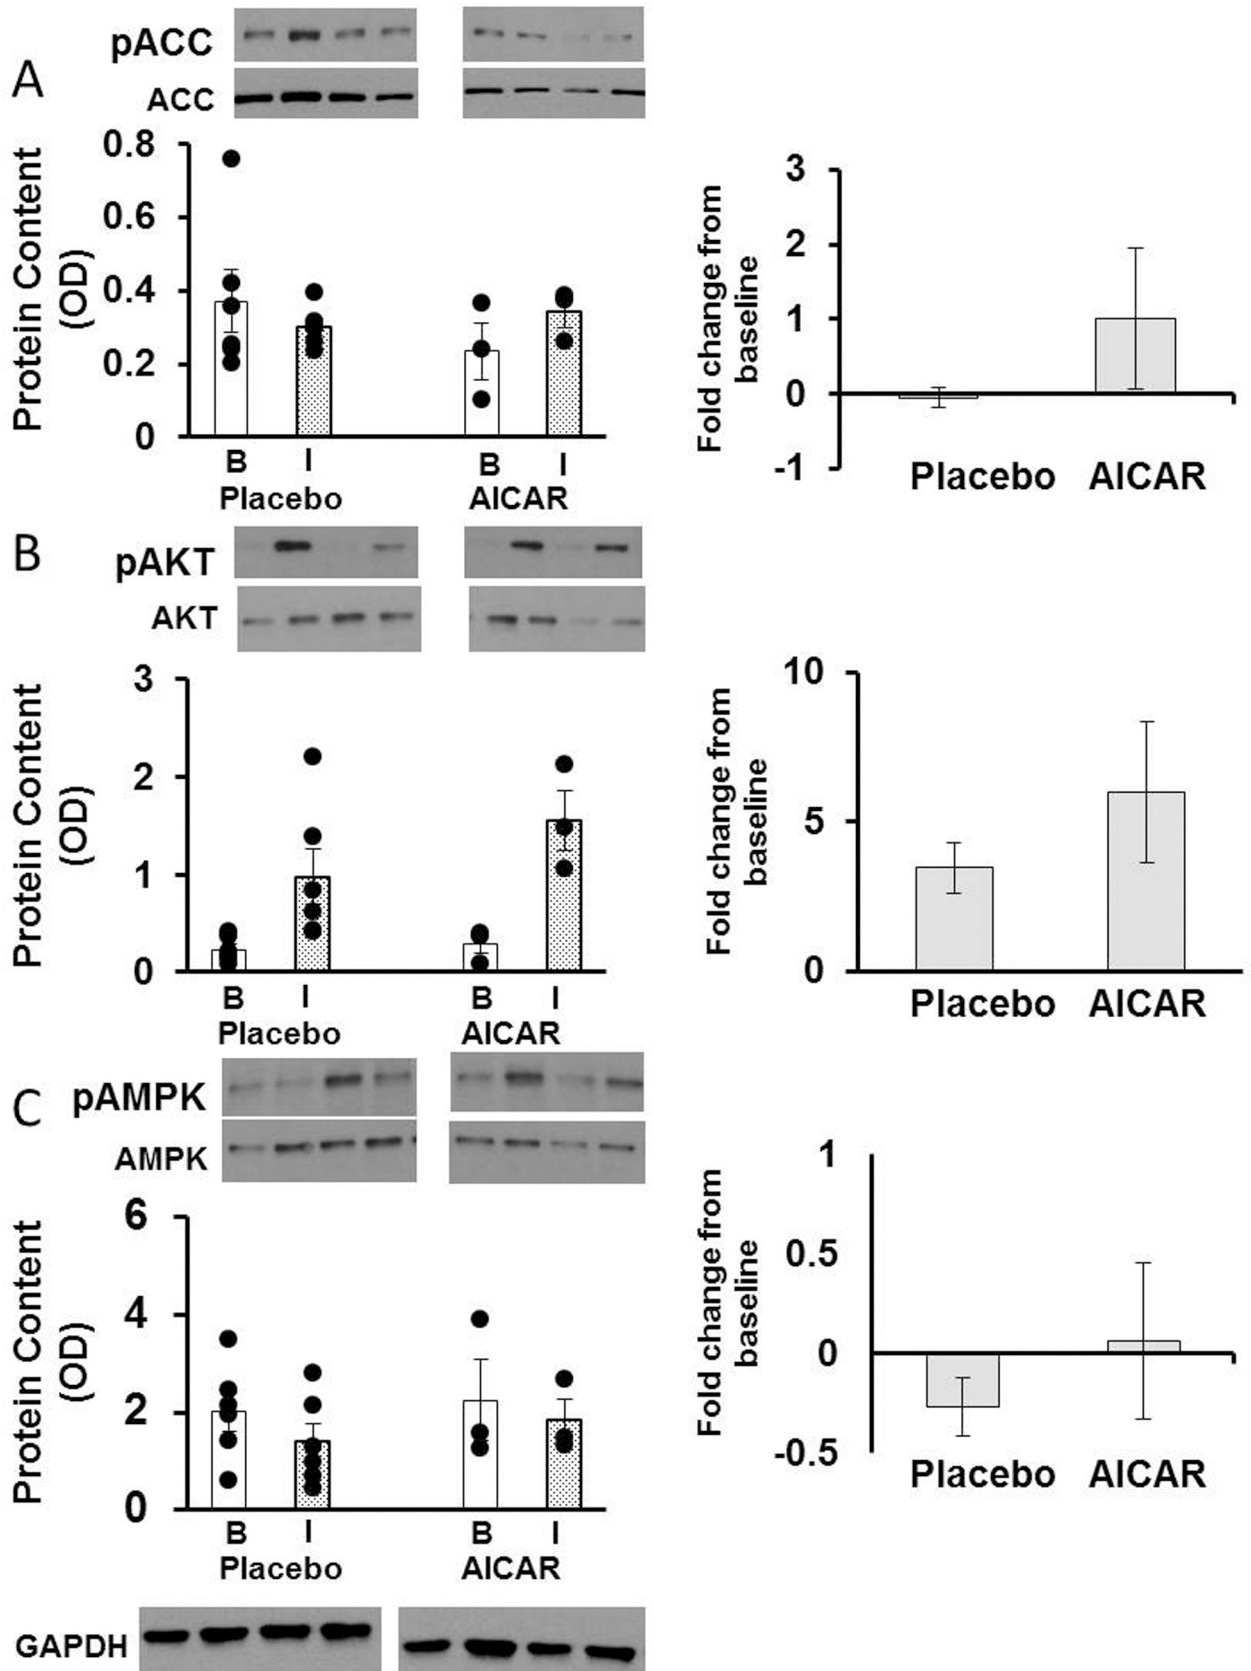 A
pACC
ACC
Protein Content
(OD)
0.8
0.6
0.4
0.2
0
B I B I
Placebo AICAR
Fold change from
baseline
3
2
1
0
-1
Placebo AICAR
B
pAKT
AKT
Protein Content
(OD)
3
2
1
0
B I B I
Placebo AICAR
Fold change from
baseline
10
5
0
Placebo AICAR
C
pAMPK
AMPK
Protein Content
(OD)
6
4
2
0
B I B I
Placebo AICAR
Fold change from
baseline
1
0.5
0
-0.5
Placebo AICAR
GAPDH